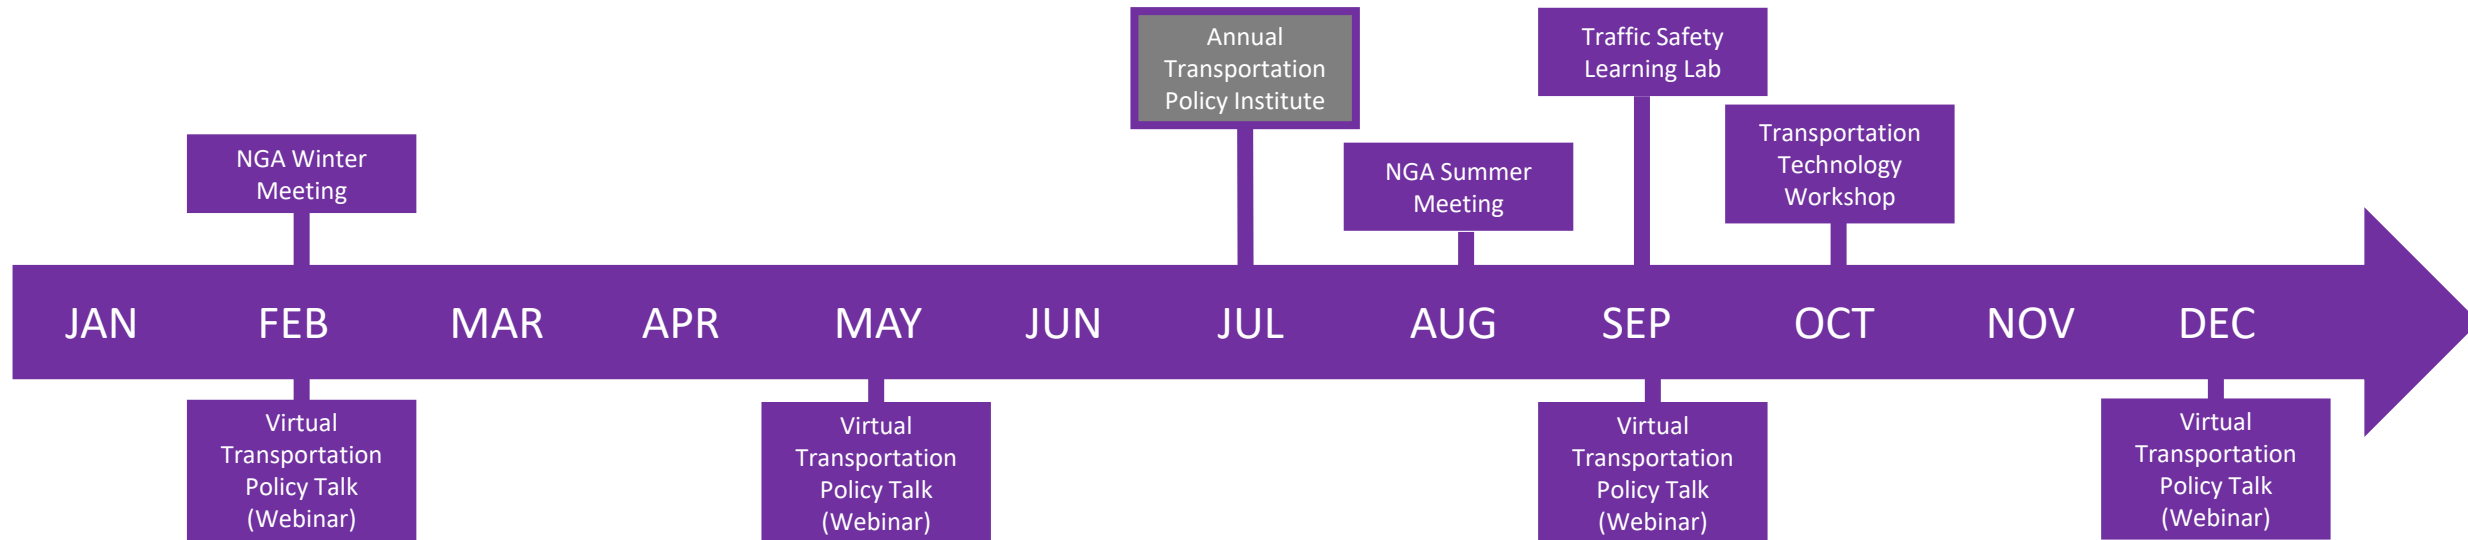 Annual
Transportation
Policy Institute
Traffic Safety
Learning Lab
NGA Winter
Meeting
NGA Summer
Meeting
Transportation
Technology
Workshop
JAN FEB MAR APR MAY JUN JUL AUG SEP OCT NOV DEC
Virtual
Transportation
Policy Talk
(Webinar)
Virtual
Transportation
Policy Talk
(Webinar)
Virtual
Transportation
Policy Talk
(Webinar)
Virtual
Transportation
Policy Talk
(Webinar)